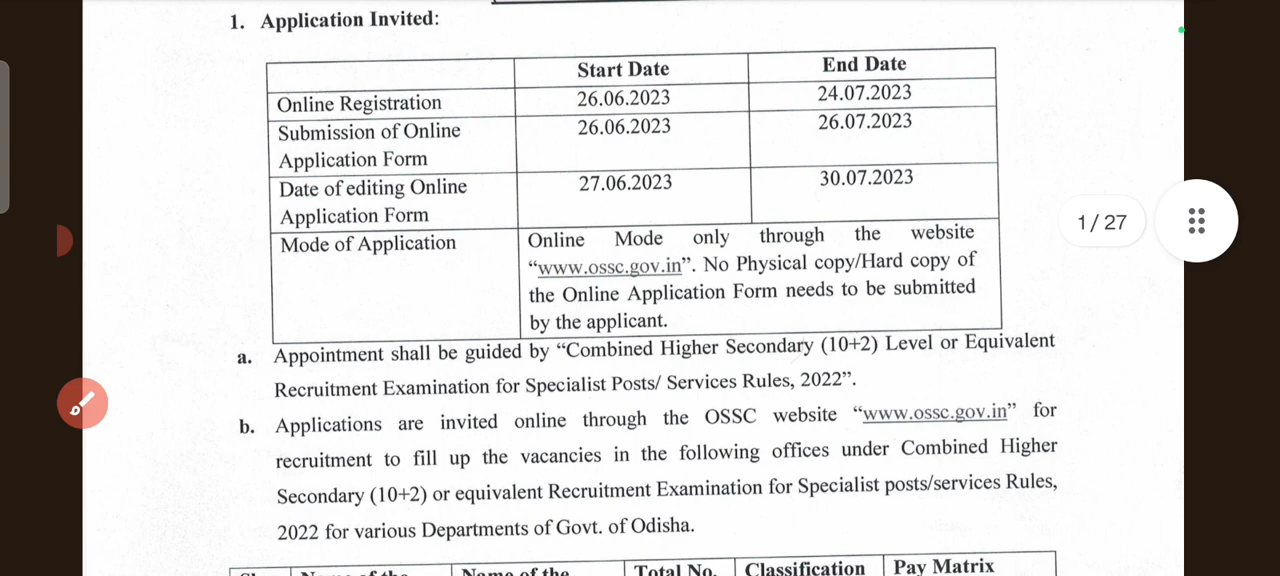 1. Application Invited:
Start Date End Date
Online Registration 26.06.2023 24.07.2023
Submission of Online Application Form 26.06.2023 26.07.2023
Date of editing Online Application Form 27.06.2023 30.07.2023
Mode of Application
Online Mode only through the website
“www.ossc.gov.in”. No Physical copy/Hard copy of
the Online Application Form needs to be submitted
by the applicant.
a. Appointment shall be guided by “Combined Higher Secondary (10+2) Level or Equivalent
Recruitment Examination for Specialist Posts/ Services Rules, 2022”.
b. Applications are invited online through the OSSC website “www.ossc.gov.in” for
recruitment to fill up the vacancies in the following offices under Combined Higher
Secondary (10+2) or equivalent Recruitment Examination for Specialist posts/services Rules,
2022 for various Departments of Govt. of Odisha.
Name of the Total No. Classification Pay Matrix
1 / 27